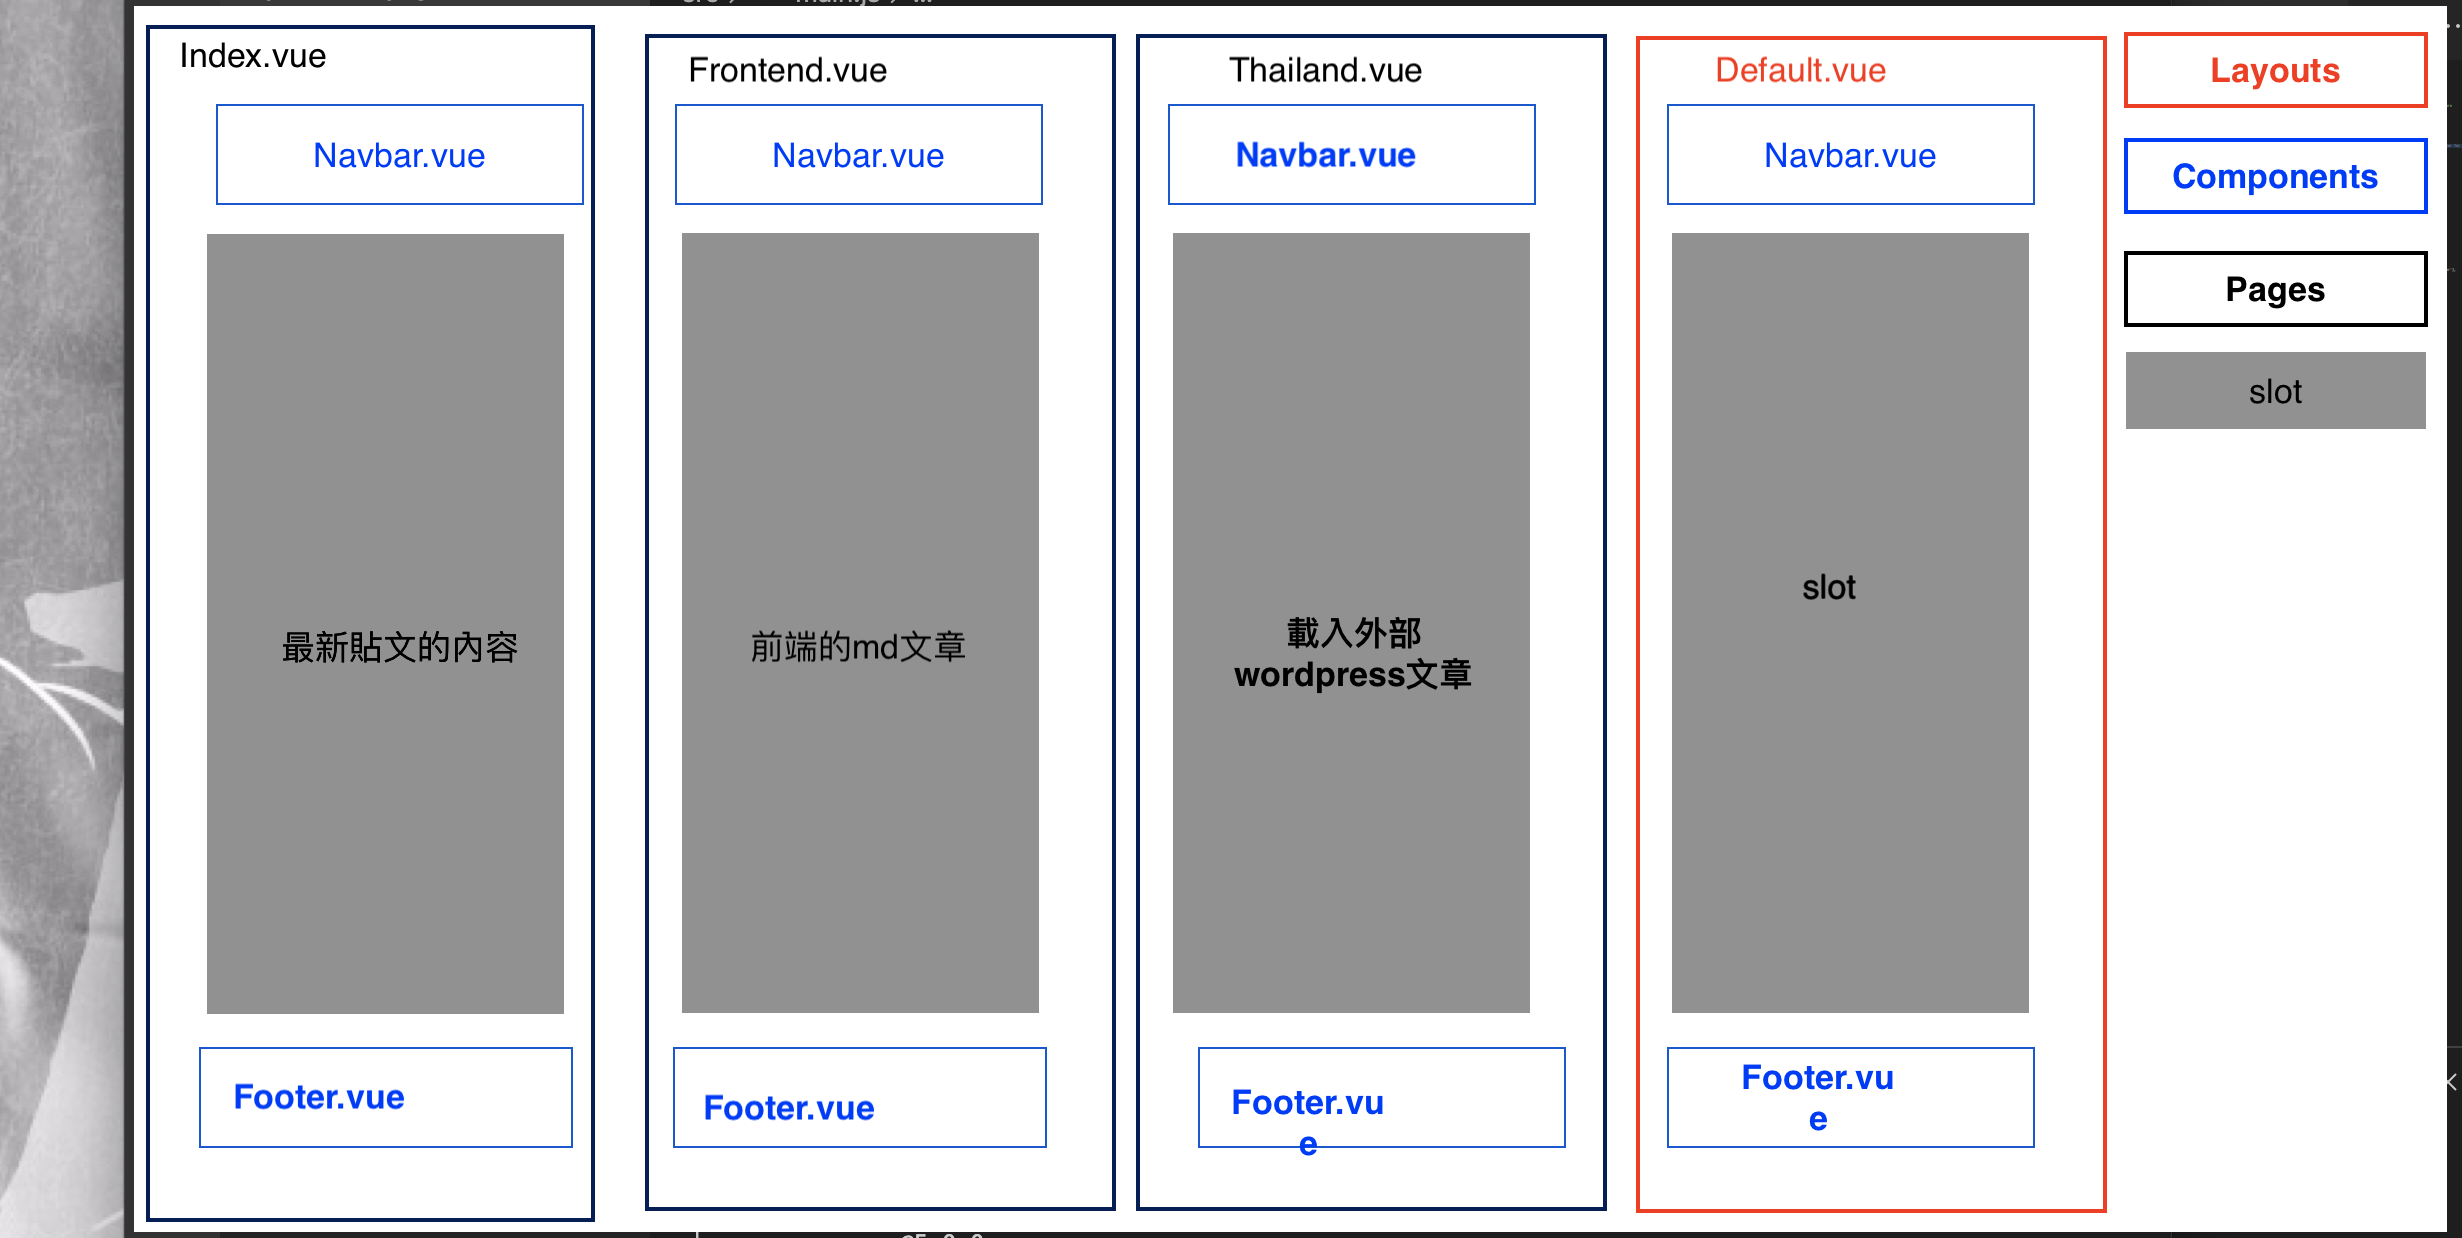 Index.vue
Navbar.vue
最新貼文的內容
Footer.vue
Frontend.vue
Navbar.vue
前端的md文章
Footer.vue
Thailand.vue
Navbar.vue
載入外部
wordpress文章
Footer.vu
e
Default.vue
Navbar.vue
slot
Footer.vu
e
Layouts
Components
Pages
slot